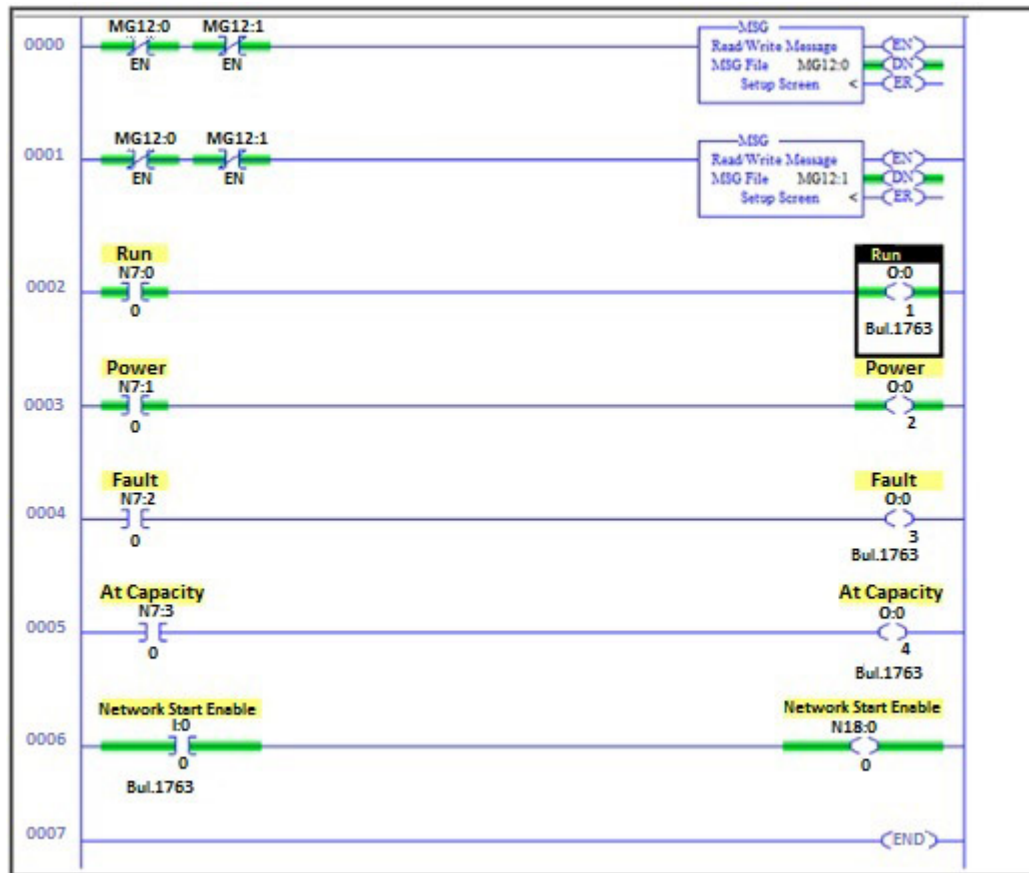 MG12:0 MG12:1
MSG
0000
Read/Write Message
EN
EN EN
MSG File MG12:0
DN
Setup Screen <
ER
MG12:0 MG12:1
MSG
0001
Read/Write Message
EN
EN EN
MSG File MG12:1
DN
Setup Screen <
ER
Run Run
N7:0 O:0
0002
0 1
Bul.1763
Power Power
N7:1 O:0
0003
0 2
Fault Fault
N7:2 O:0
0004
0 3
Bul.1763
At Capacity At Capacity
N7:3 O:0
0005
0 4
Bul.1763
Network Start Enable Network Start Enable
I:0 N18:0
0006
0 0
Bul.1763
0007 END